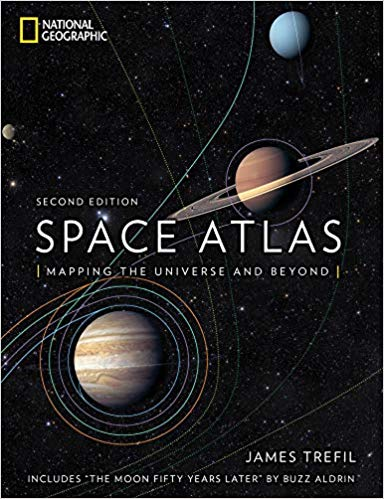 NATIONAL
GEOGRAPHIC
SECOND EDITION
SPACE ATLAS
MAPPING THE UNIVERSE AND BEYOND
JAMES TREFIL
INCLUDES "THE MOON FIFTY YEARS LATER" BY BUZZ ALDRIN